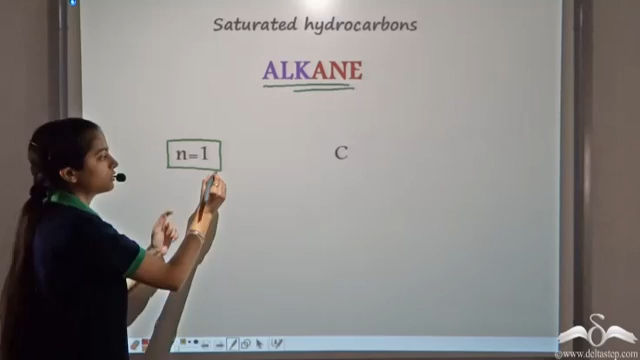 Saturated hydrocarbons
ALKANE
n=1
C
©www.deltastep.com